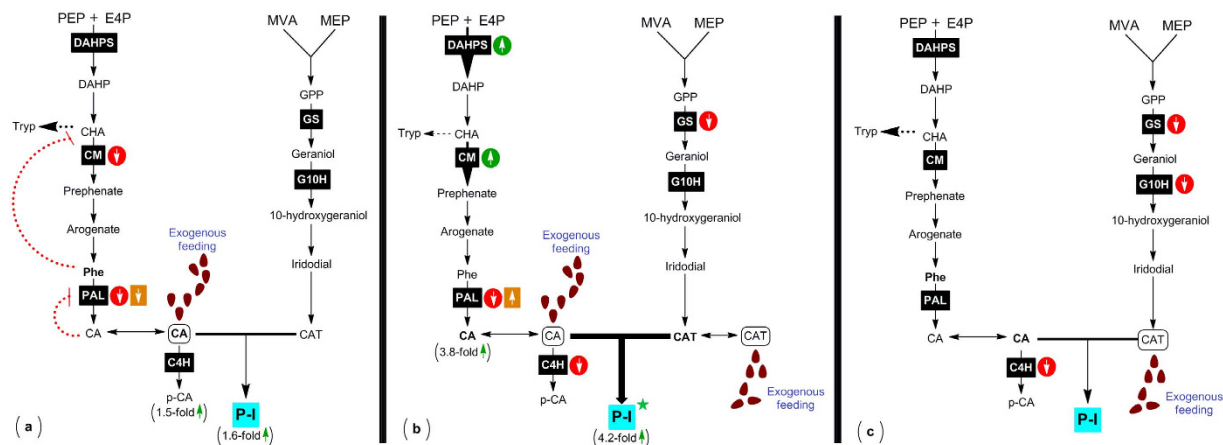 PEP + E4P
DAHPS
DAHP
Tryp
CHA
CM
Prephenate
Arogenate
Phe
PAL
CA
MVA MEP
GPP
GS
Geraniol
G10H
10-hydroxygeraniol
Iridodial
CAT
Exogenous
feeding
CA
C4H
p-CA
(1.5-fold)
P-I
(1.6-fold)
(a)
PEP + E4P
DAHPS
DAHP
Tryp
CHA
CM
Prephenate
Arogenate
Phe
PAL
CA
(3.8-fold)
MVA MEP
GPP
GS
Geraniol
G10H
10-hydroxygeraniol
Iridodial
CAT
CAT
Exogenous
feeding
CA
C4H
p-CA
P-I
(4.2-fold)
Exogenous
feeding
(b)
PEP + E4P
DAHPS
DAHP
Tryp
CHA
CM
Prephenate
Arogenate
Phe
PAL
CA
CA
C4H
p-CA
MVA MEP
GPP
GS
Geraniol
G10H
10-hydroxygeraniol
Iridodial
CAT
Exogenous
feeding
P-I
(c)